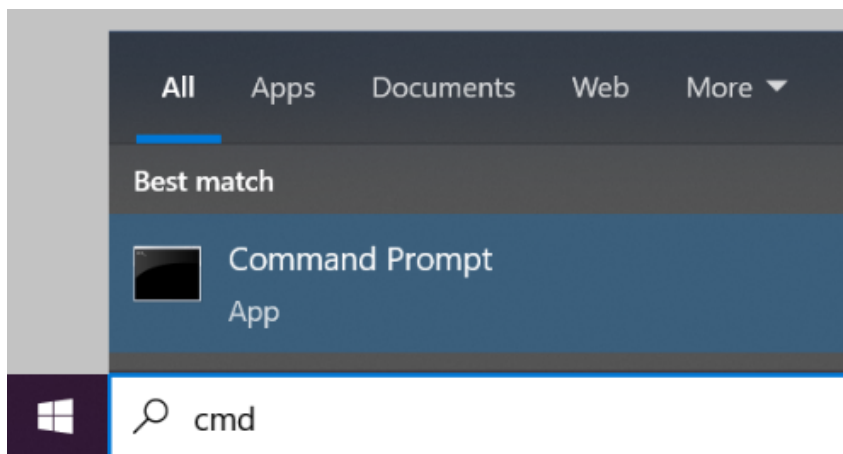 All Apps Documents Web More
Best match
Command Prompt
App
cmd